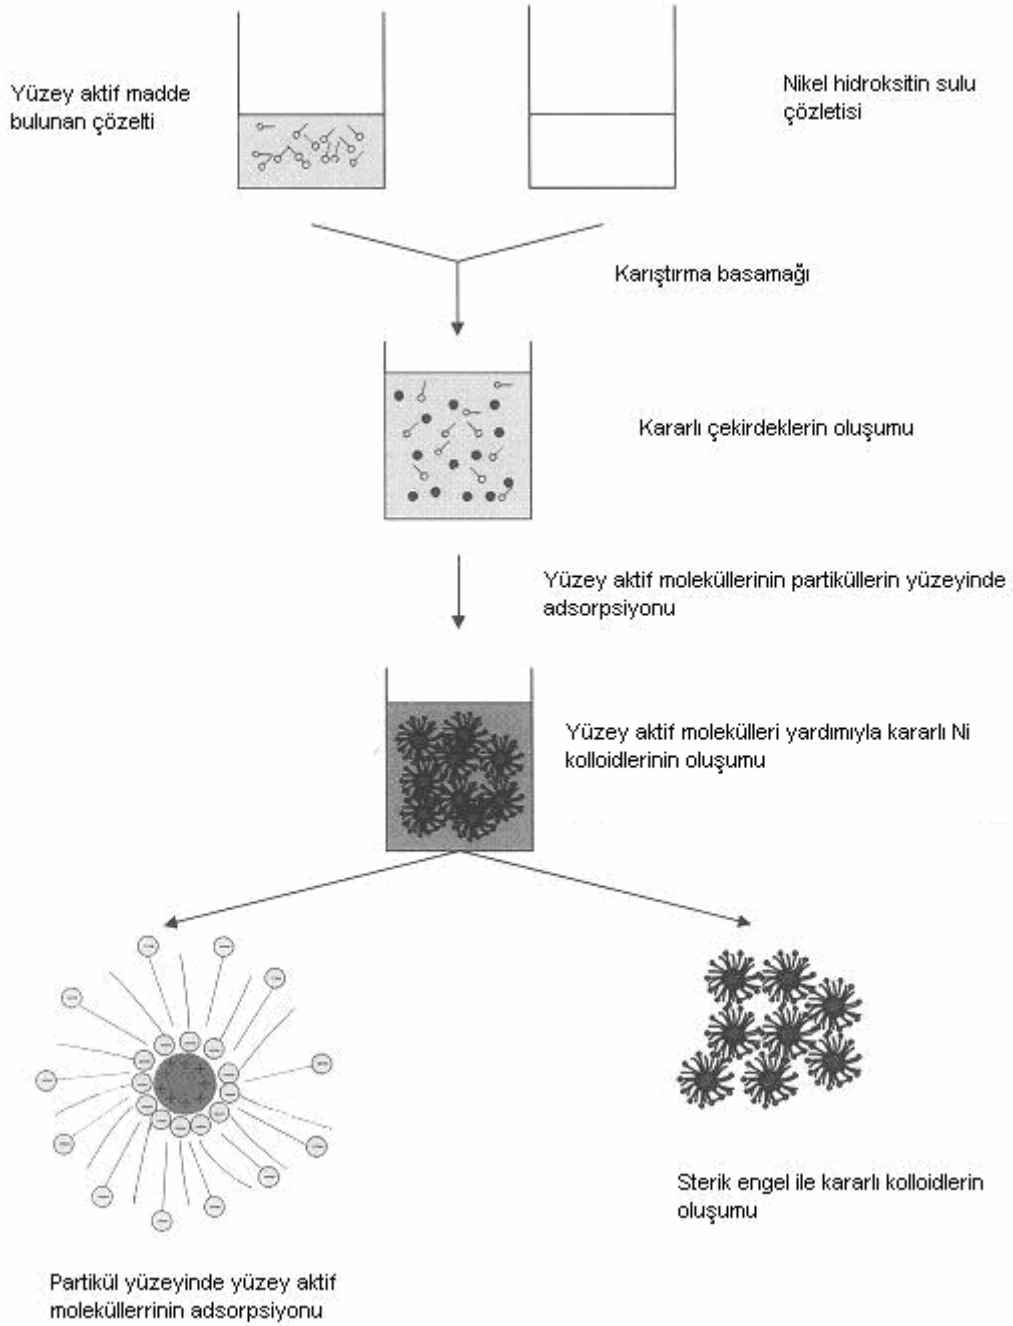 Yüzey aktif madde
bulunan çözelti
Nikel hidroksitin sulu
çözletisi
Karıştırma basamağı
Kararlı çekirdeklerin oluşumu
Yüzey aktif moleküllerinin partiküllerin yüzeyinde
adsorpsiyonu
Yüzey aktif molekülleri yardımıyla kararlı Ni
kolloidlerinin oluşumu
Sterik engel ile kararlı kolloidlerin
oluşumu
Partikül yüzeyinde yüzey aktif
moleküllerrinin adsorpsiyonu